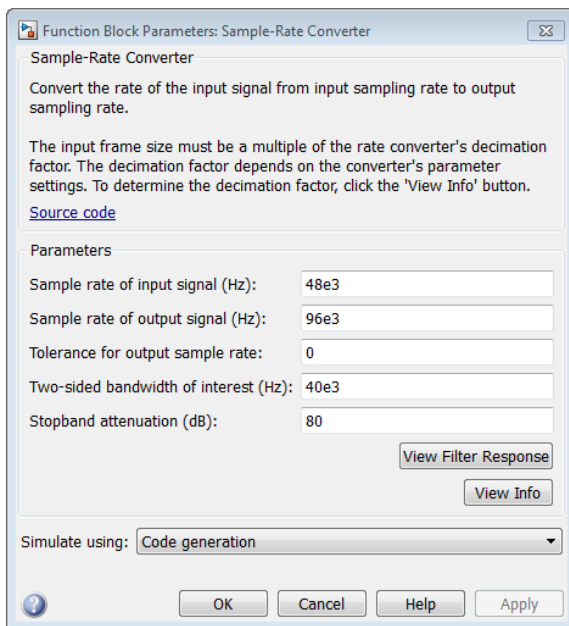 Function Block Parameters: Sample-Rate Converter
Sample-Rate Converter
Convert the rate of the input signal from input sampling rate to output
sampling rate.
The input frame size must be a multiple of the rate converter's decimation
factor. The decimation factor depends on the converter's parameter
settings. To determine the decimation factor, click the 'View Info' button.
Source code
Parameters
Sample rate of input signal (Hz): 48e3
Sample rate of output signal (Hz): 96e3
Tolerance for output sample rate: 0
Two-sided bandwidth of interest (Hz): 40e3
Stopband attenuation (dB): 80
View Filter Response
View Info
Simulate using: Code generation
OK Cancel Help Apply